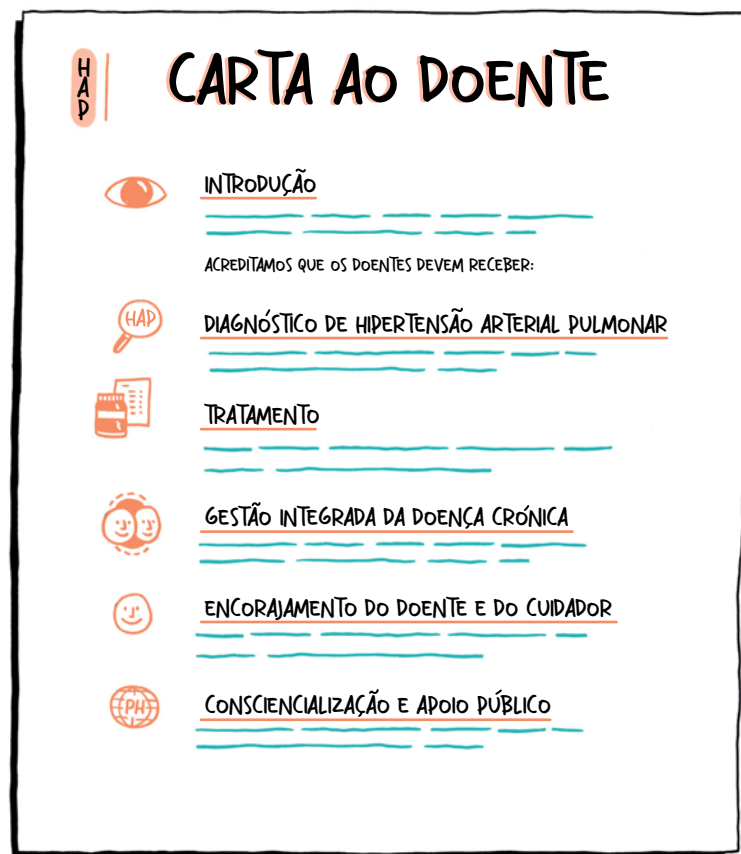 HAP
CARTA AO DOENTE
INTRODUÇÃO
ACREDITAMOS QUE OS DOENTES DEVEM RECEBER:
HAP
DIAGNÓSTICO DE HIPERTENSÃO ARTERIAL PULMONAR
TRATAMENTO
GESTÃO INTEGRADA DA DOENÇA CRÓNICA
ENCORAJAMENTO DO DOENTE E DO CUIDADOR
PH
CONSCIENCIALIZAÇÃO E APOIO PÚBLICO